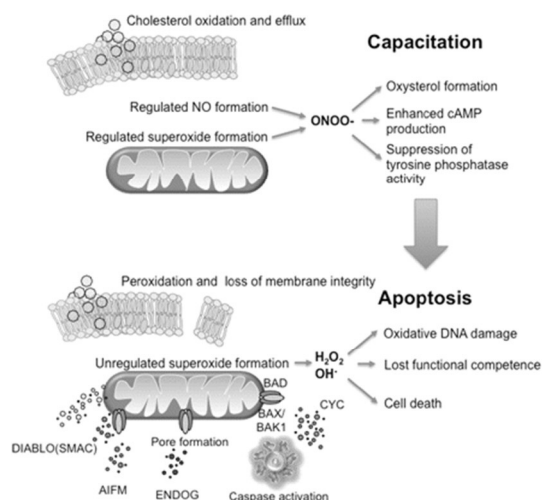 Cholesterol oxidation and efflux
Capacitation
Regulated NO formation
Regulated superoxide formation
ONOO-
Oxysterol formation
Enhanced cAMP
production
Suppression of
tyrosine phosphatase
activity
Peroxidation and loss of membrane integrity
Apoptosis
Unregulated superoxide formation
H2O2
OH-
Oxidative DNA damage
Lost functional competence
Cell death
BAD
BAX/
BAK1
CYC
DIABLO(SMAC)
Pore formation
AIFM
ENDOG
Caspase activation